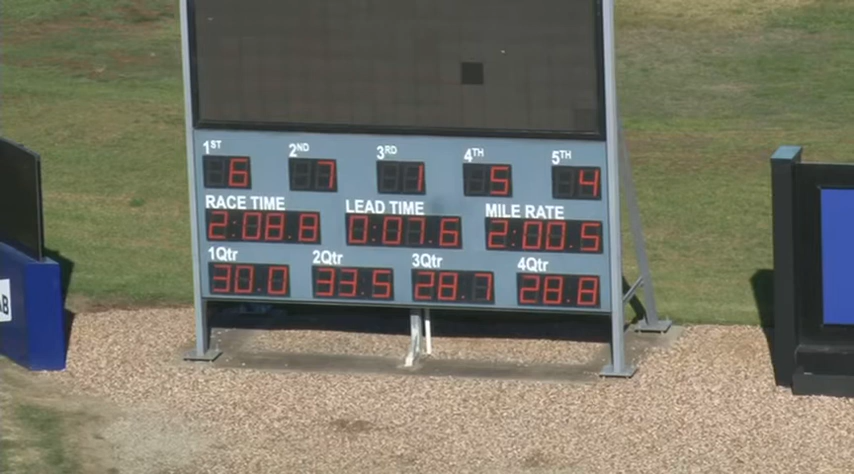 1ST 2ND 3RD 4TH 5TH
6 7 1 5 4
RACE TIME LEAD TIME MILE RATE
2:08.8 0:07.6 2:00.5
1Qtr 2Qtr 3Qtr 4Qtr
30.0 33.5 28.7 28.8
AB